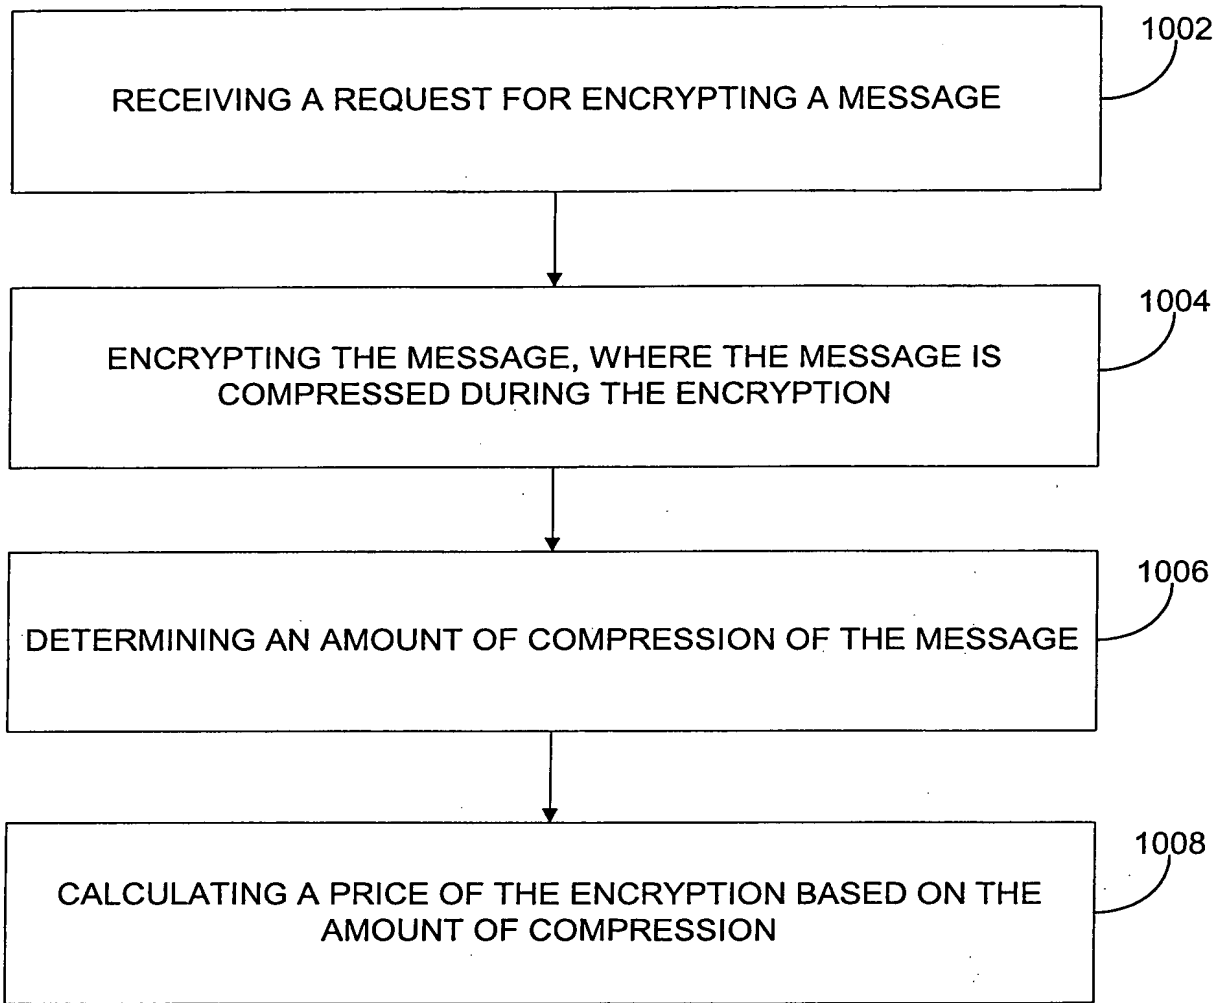 1002
RECEIVING A REQUEST FOR ENCRYPTING A MESSAGE
1004
ENCRYPTING THE MESSAGE, WHERE THE MESSAGE IS
COMPRESSED DURING THE ENCRYPTION
1006
DETERMINING AN AMOUNT OF COMPRESSION OF THE MESSAGE
1008
CALCULATING A PRICE OF THE ENCRYPTION BASED ON THE
AMOUNT OF COMPRESSION